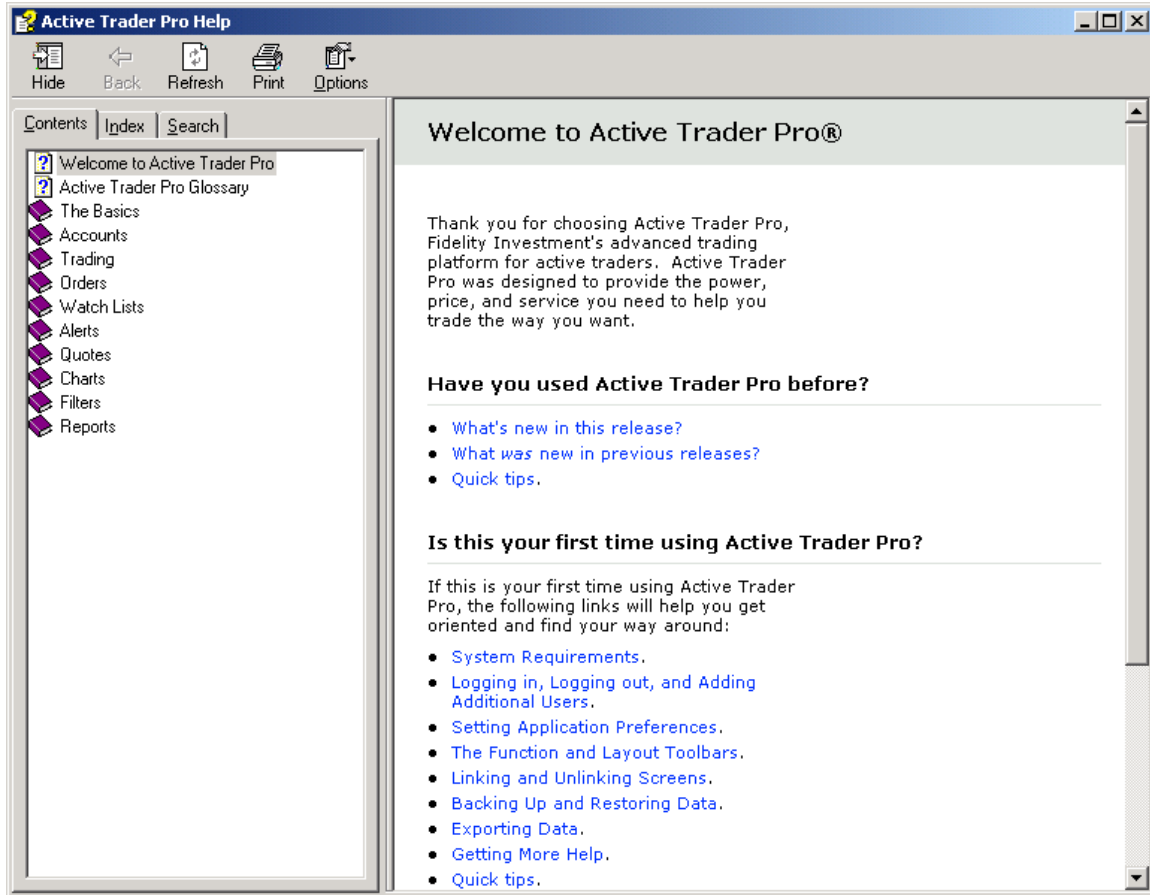 Active Trader Pro Help
Hide Back Refresh Print Options
Contents Index Search
Welcome to Active Trader Pro
Active Trader Pro Glossary
The Basics
Accounts
Trading
Orders
Watch Lists
Alerts
Quotes
Charts
Filters
Reports
Welcome to Active Trader Pro®
Thank you for choosing Active Trader Pro,
Fidelity Investment's advanced trading
platform for active traders.  Active Trader
Pro was designed to provide the power,
price, and service you need to help you
trade the way you want.
Have you used Active Trader Pro before?
• What's new in this release?
• What was new in previous releases?
• Quick tips.
Is this your first time using Active Trader Pro?
If this is your first time using Active Trader
Pro, the following links will help you get
oriented and find your way around:
• System Requirements.
• Logging in, Logging out, and Adding
Additional Users.
• Setting Application Preferences.
• The Function and Layout Toolbars.
• Linking and Unlinking Screens.
• Backing Up and Restoring Data.
• Exporting Data.
• Getting More Help.
• Quick tips.